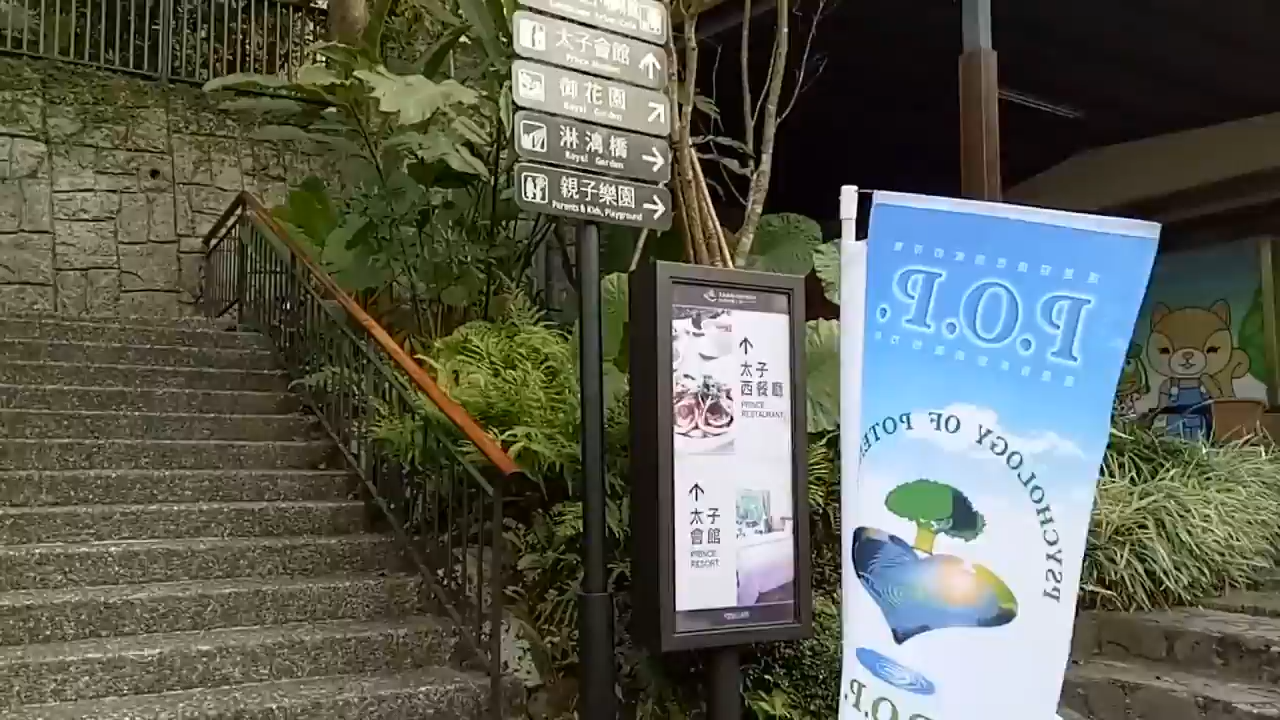 太子會館
Prince Resort
御花園
Royal Garden
淋漓橋
Royal Garden
親子樂園
Parents & Kids, Playground
太子
西餐廳
PRINCE
RESTAURANT
太子
會館
PRINCE
RESORT
P.O.P.
PSYCHOLOGY OF POTE
P.O.P.